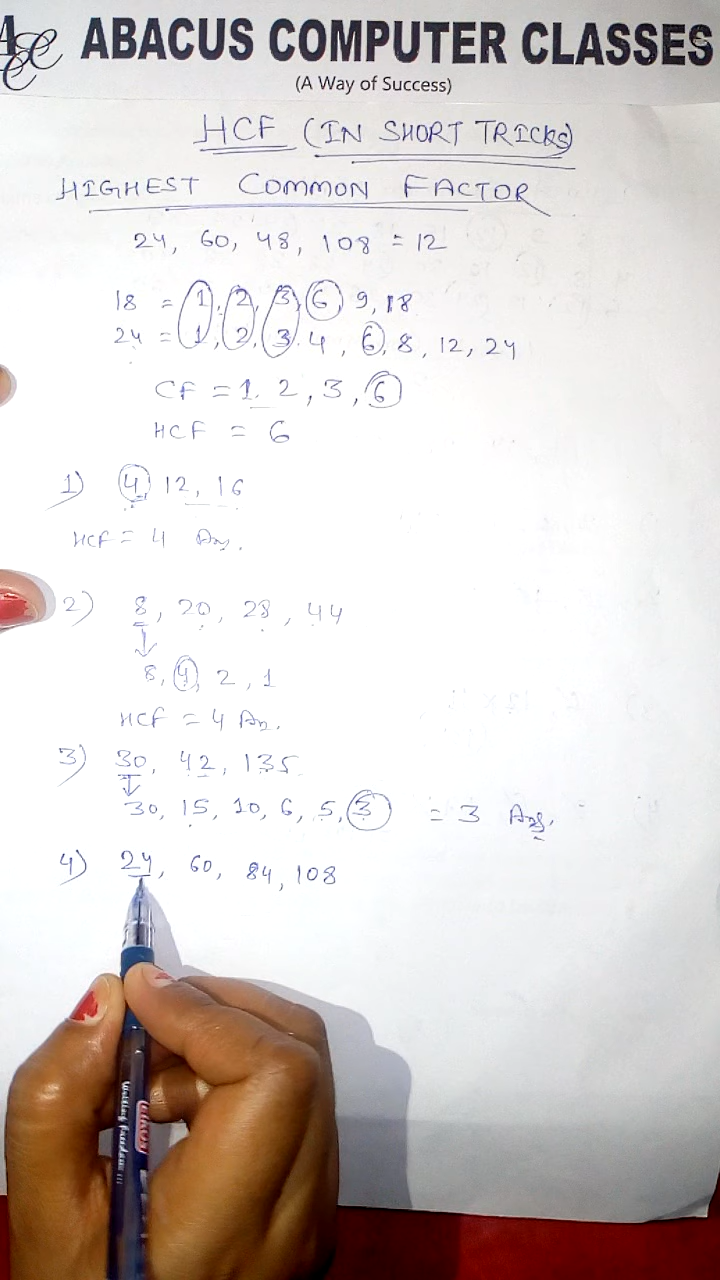 Acc ABACUS COMPUTER CLASSES
(A Way of Success)
HCF (IN SHORT TRICKS)
HIGHEST COMMON FACTOR
24, 60, 48, 108 = 12
18 = 1, 2, 3, 6, 9, 18
24 = 1, 2, 3, 4, 6, 8, 12, 24
CF = 1, 2, 3, 6
HCF = 6
1) 4, 12, 16
HCF = 4 Ans.
2) 8, 20, 28, 44
8, 4, 2, 1
HCF = 4 Ans.
3) 30, 42, 135
30, 15, 10, 6, 5, 3 = 3 Ans.
4) 24, 60, 84, 108